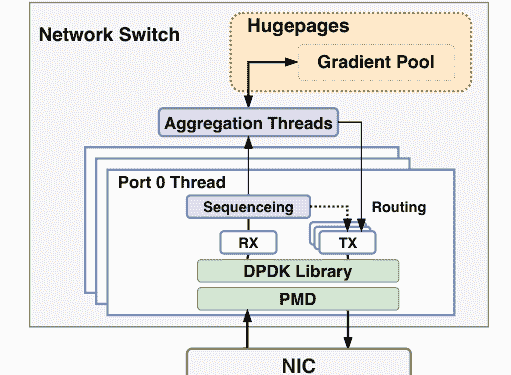 Network Switch
Hugepages
Gradient Pool
Aggregation Threads
Port 0 Thread
Sequenceing
Routing
RX
TX
DPDK Library
PMD
NIC